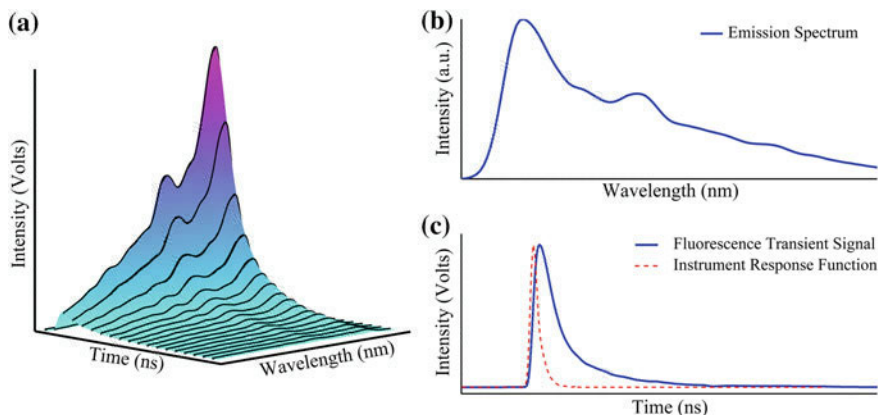 (a)
Intensity (Volts)
Time (ns)
Wavelength (nm)
(b)
Intensity (a.u.)
Emission Spectrum
Wavelength (nm)
(c)
Intensity (Volts)
Fluorescence Transient Signal
Instrument Response Function
Time (ns)